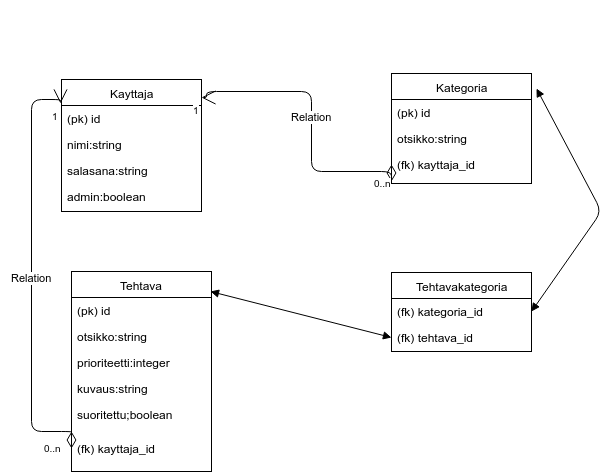 Kayttaja
(pk) id
nimi:string
salasana:string
admin:boolean
1
1
Relation
Kategoria
(pk) id
otsikko:string
(fk) kayttaja_id
0..n
Relation
Tehtava
(pk) id
otsikko:string
prioriteetti:integer
kuvaus:string
suoritettu;boolean
(fk) kayttaja_id
0..n
Tehtavakategoria
(fk) kategoria_id
(fk) tehtava_id